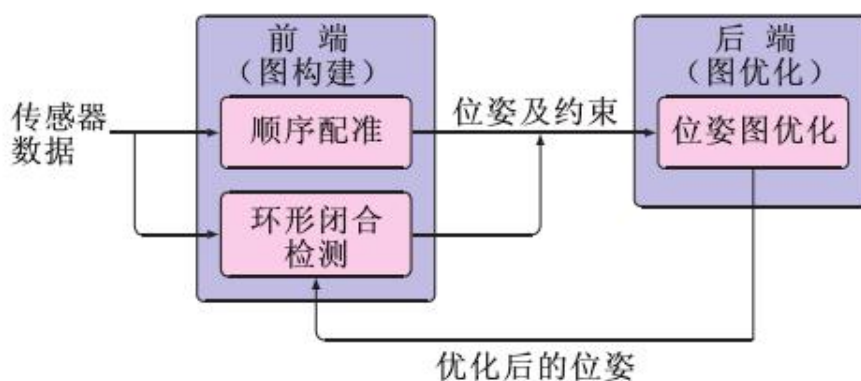 前端
（图构建）
后端
（图优化）
传感器
数据
顺序配准
位姿及约束
位姿图优化
环形闭合
检测
优化后的位姿